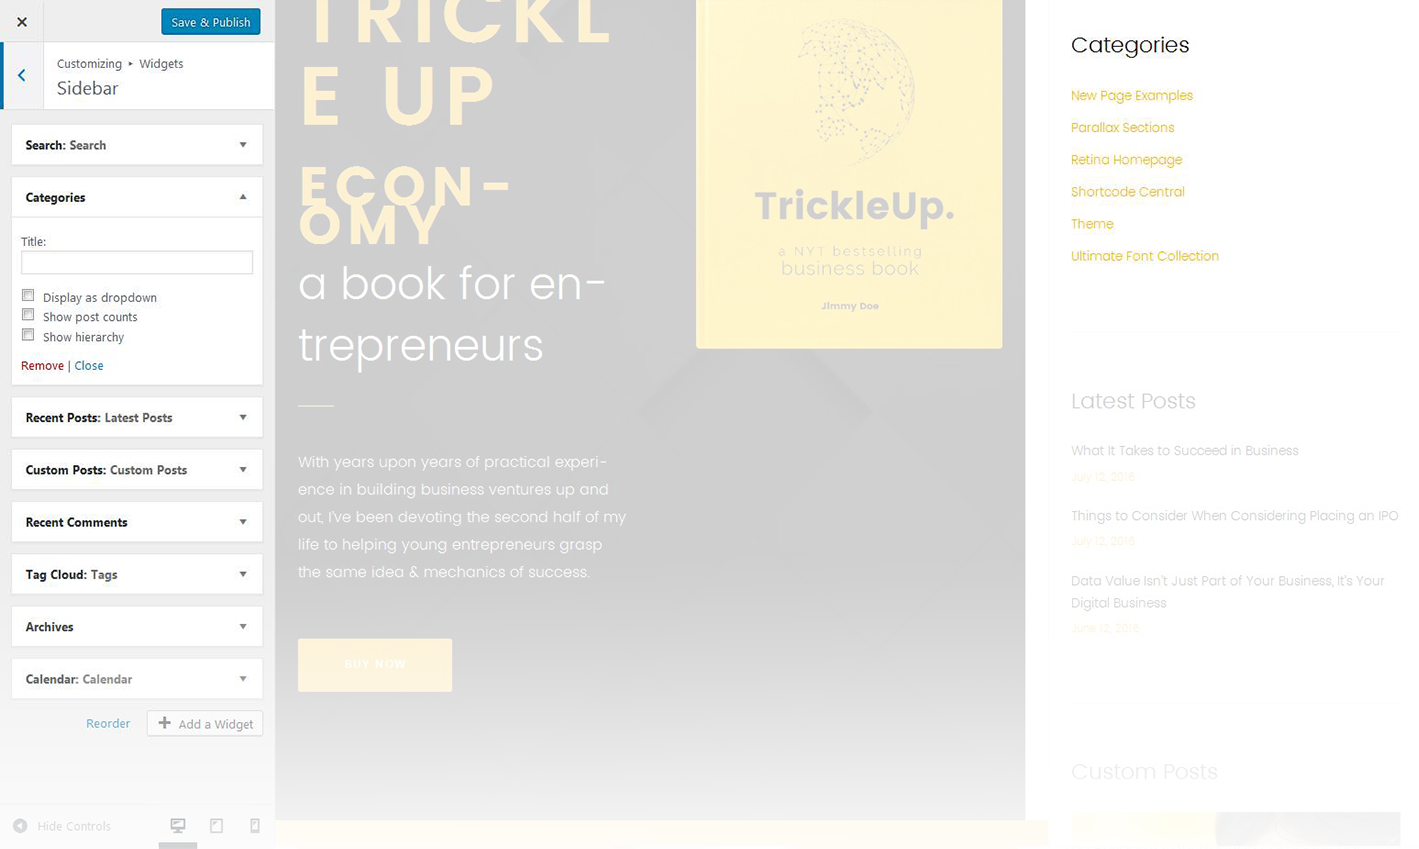 Save & Publish
Customizing ▸ Widgets
Sidebar
Search: Search
Categories
Title:
Display as dropdown
Show post counts
Show hierarchy
Remove | Close
Recent Posts: Latest Posts
Custom Posts: Custom Posts
Recent Comments
Tag Cloud: Tags
Archives
Calendar: Calendar
Reorder
Add a Widget
Hide Controls
TRICKL
E UP
ECON-
OMY
a book for en-
trepreneurs
With years upon years of practical experi-
ence in building business ventures up and
out, I've been devoting the second half of my
life to helping young entrepreneurs grasp
the same idea & mechanics of success.
BUY NOW
TrickleUp.
a NYT bestselling
business book
Jimmy Doe
Categories
New Page Examples
Parallax Sections
Retina Homepage
Shortcode Central
Theme
Ultimate Font Collection
Latest Posts
What It Takes to Succeed in Business
July 12, 2016
Things to Consider When Considering Placing an IPO
July 12, 2016
Data Value Isn't Just Part of Your Business, It's Your
Digital Business
June 12, 2016
Custom Posts